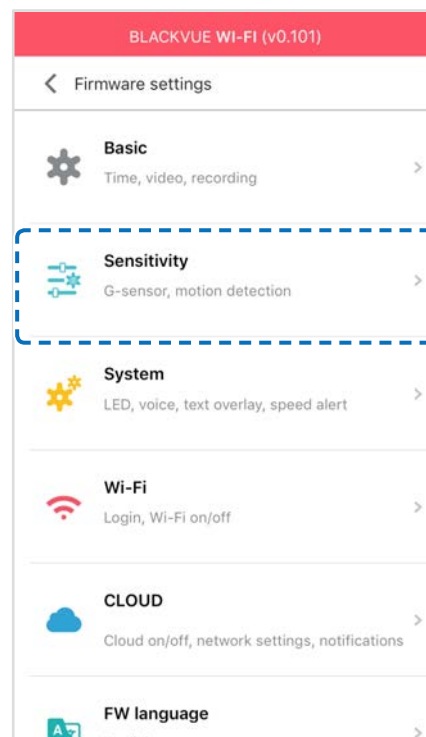 BLACKVUE WI-FI (v0.101)
Firmware settings
Basic
Time, video, recording
Sensitivity
G-sensor, motion detection
System
LED, voice, text overlay, speed alert
Wi-Fi
Login, Wi-Fi on/off
CLOUD
Cloud on/off, network settings, notifications
FW language
A